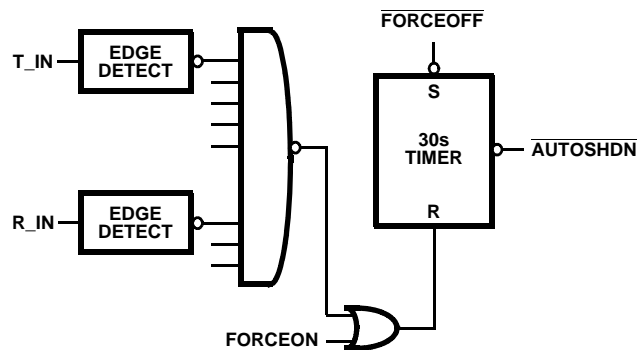 FORCEOFF
T_IN
EDGE
DETECT
S
30s
TIMER
AUTOSHDN
R
R_IN
EDGE
DETECT
FORCEON